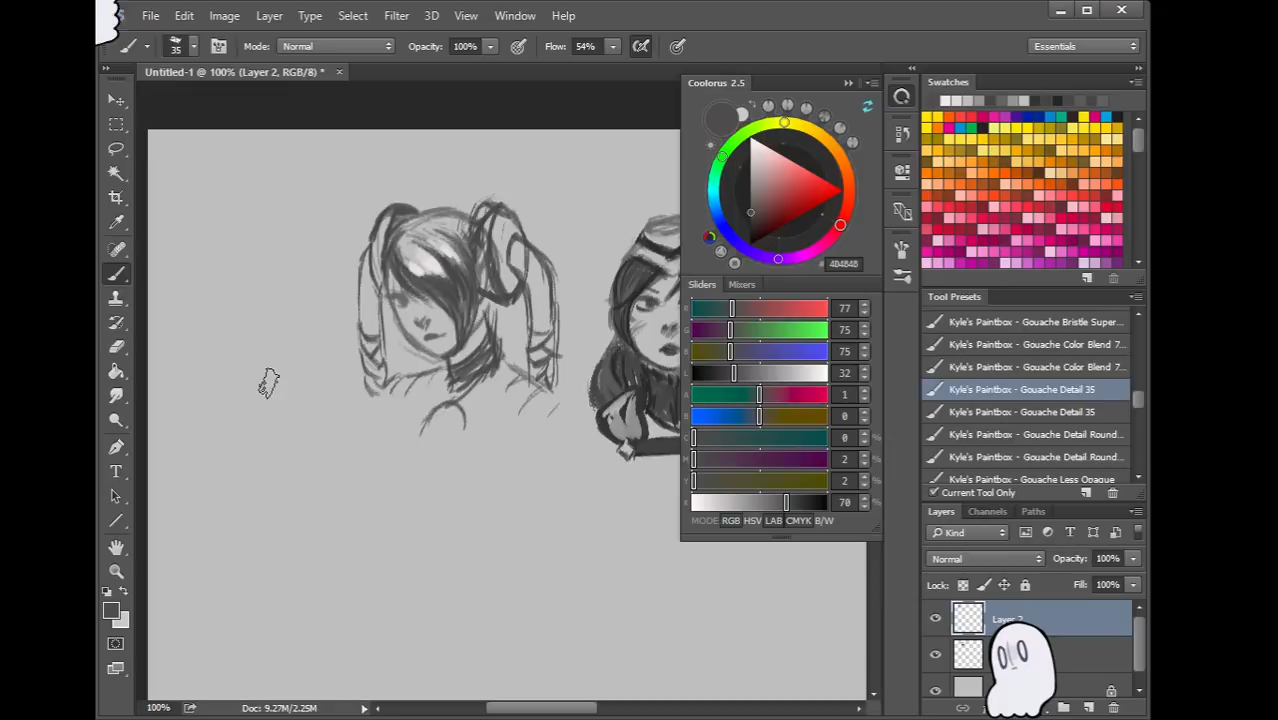 File Edit Image Layer Type Select Filter 3D View Window Help
35 Mode: Normal Opacity: 100% Flow: 54% Essentials
Untitled-1 @ 100% (Layer 2, RGB/8) *
Coolorus 2.5
4D4B4B
Sliders Mixers
R 77
G 75
B 75
L 32
A 1
B 0
C 0 %
M 2 %
Y 2 %
K 70 %
MODE RGB HSV LAB CMYK B/W
Swatches
Tool Presets
Kyle's Paintbox - Gouache Bristle Super...
Kyle's Paintbox - Gouache Color Blend 7...
Kyle's Paintbox - Gouache Color Blend 7...
Kyle's Paintbox - Gouache Detail 35
Kyle's Paintbox - Gouache Detail 35
Kyle's Paintbox - Gouache Detail Round...
Kyle's Paintbox - Gouache Detail Round...
Kyle's Paintbox - Gouache Less Opaque
Current Tool Only
Layers Channels Paths
Kind
Normal Opacity: 100%
Lock: Fill: 100%
Layer 2
100% Doc: 9.27M/2.25M